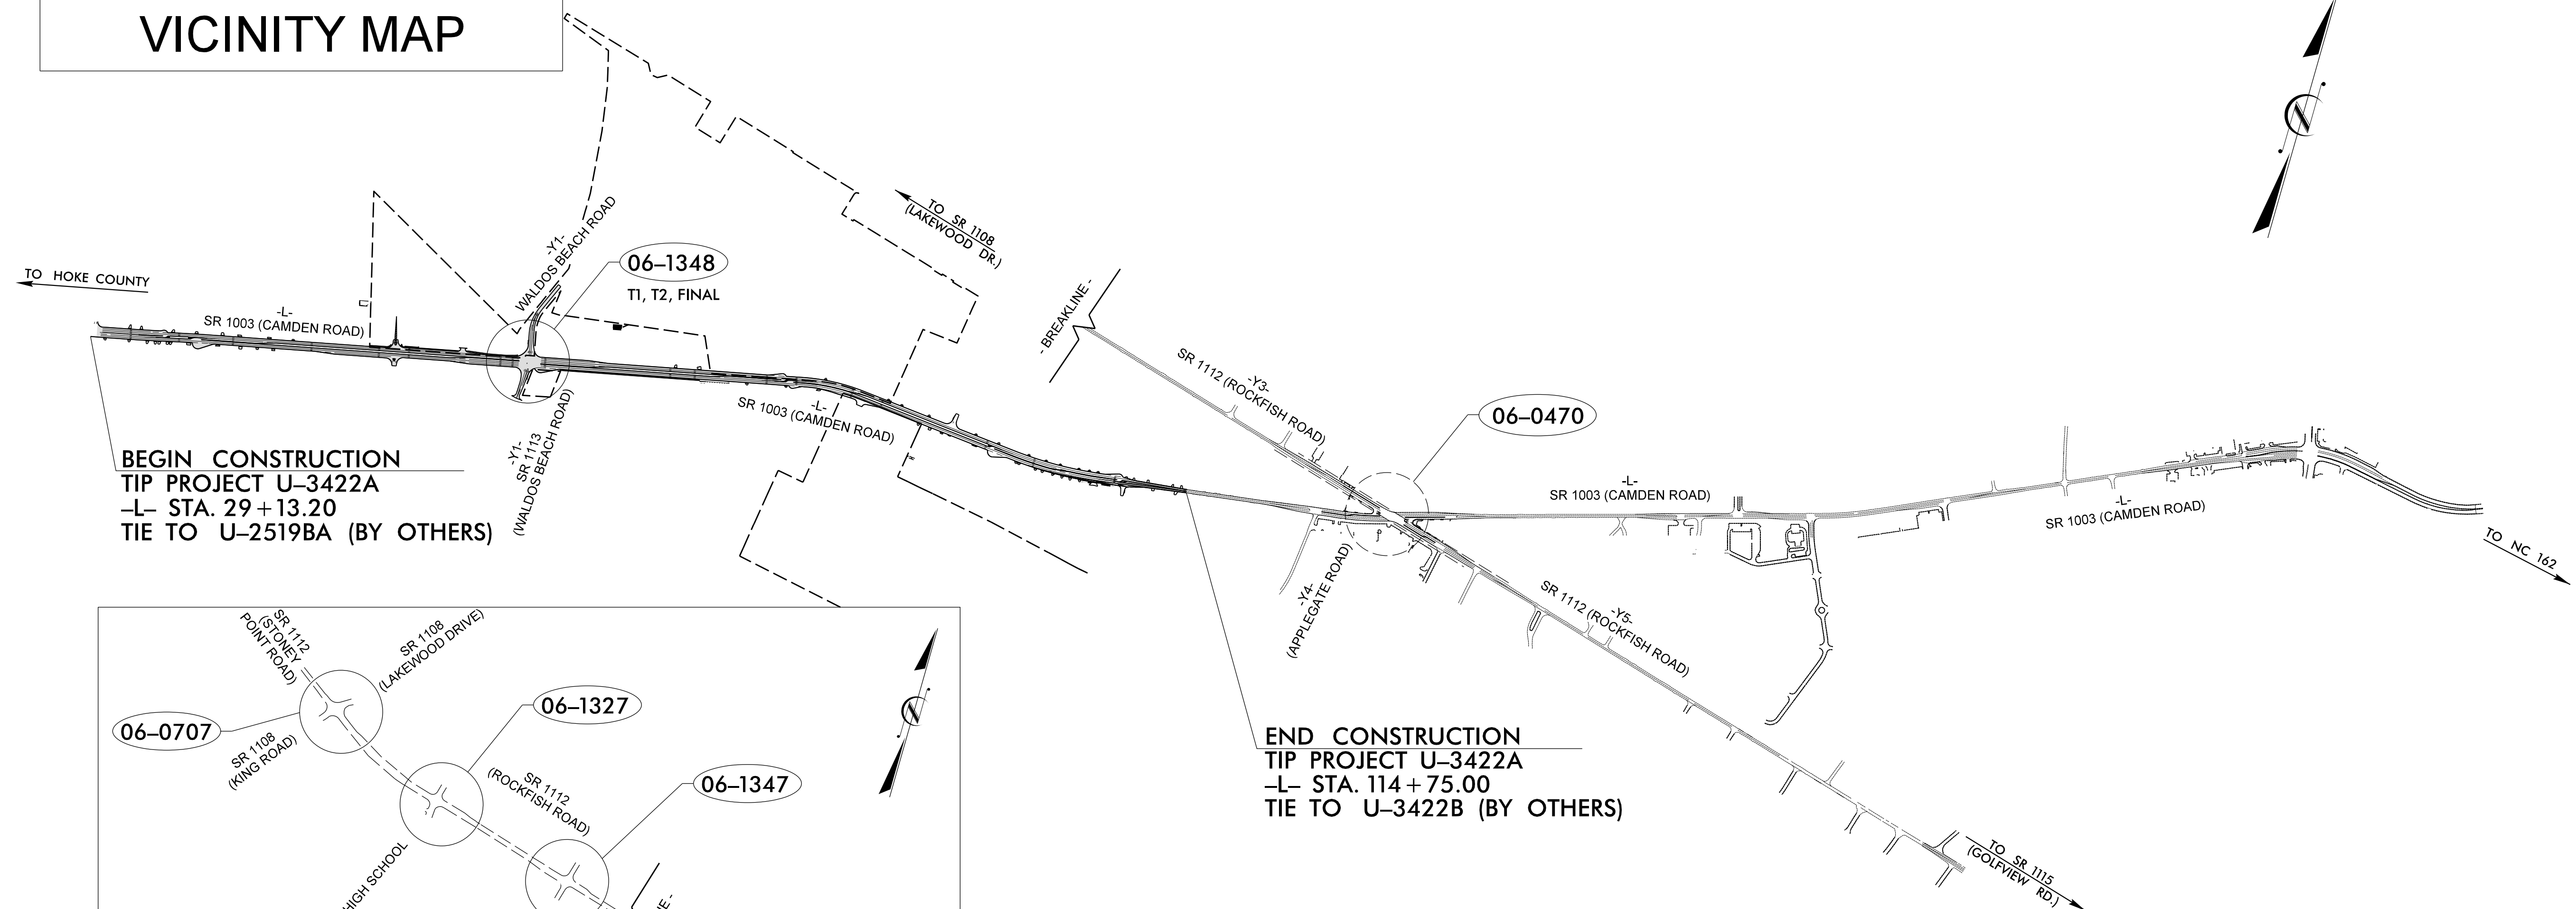 VICINITY MAP
TO HOKE COUNTY
-L-
SR 1003 (CAMDEN ROAD)
-Y1-
WALDOS BEACH ROAD
06–1348
T1, T2, FINAL
TO SR 1108
(LAKEWOOD DR.)
- BREAKLINE -
-Y3-
SR 1112 (ROCKFISH ROAD)
06–0470
-L-
SR 1003 (CAMDEN ROAD)
-Y1-
SR 1113
(WALDOS BEACH ROAD)
BEGIN CONSTRUCTION
TIP PROJECT U–3422A
–L– STA. 29+13.20
TIE TO U–2519BA (BY OTHERS)
-L-
SR 1003 (CAMDEN ROAD)
-L-
SR 1003 (CAMDEN ROAD)
TO NC 162
-Y4-
(APPLEGATE ROAD)
-Y5-
SR 1112 (ROCKFISH ROAD)
END CONSTRUCTION
TIP PROJECT U–3422A
–L– STA. 114+75.00
TIE TO U–3422B (BY OTHERS)
TO SR 1115
(GOLFVIEW RD.)
SR 1112
(STONEY
POINT ROAD)
SR 1108
(LAKEWOOD DRIVE)
06–0707
SR 1108
(KING ROAD)
06–1327
SR 1112
(ROCKFISH ROAD)
06–1347
HIGH SCHOOL
NE -
N
N